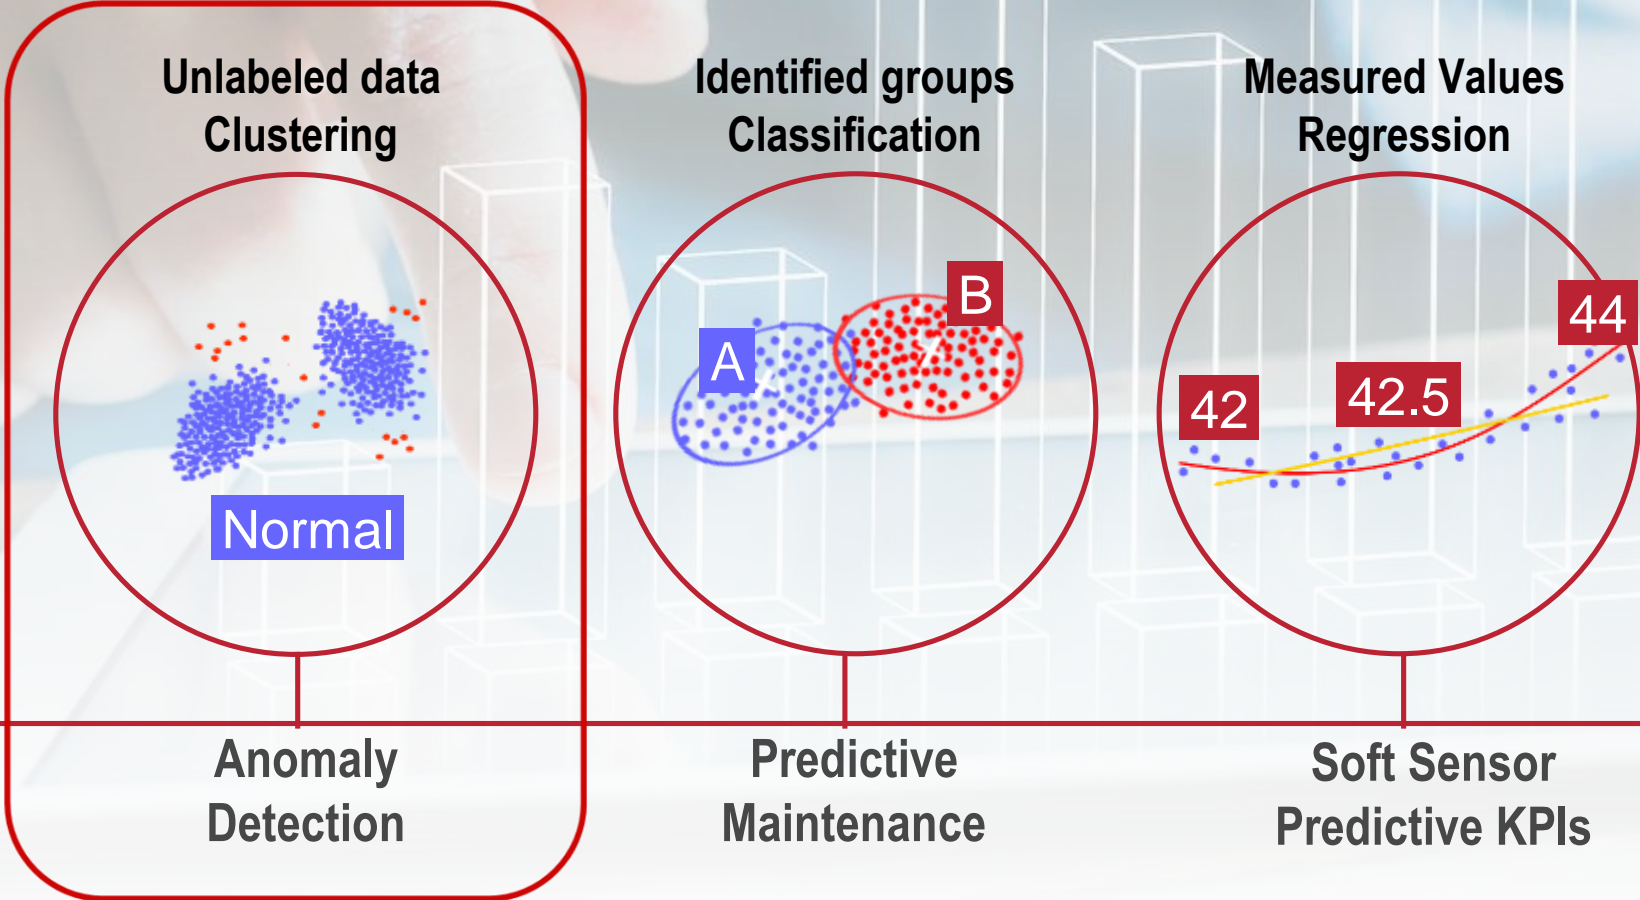 Unlabeled data
Clustering
Normal
Anomaly
Detection
Identified groups
Classification
A
B
Predictive
Maintenance
Measured Values
Regression
42
42.5
44
Soft Sensor
Predictive KPIs